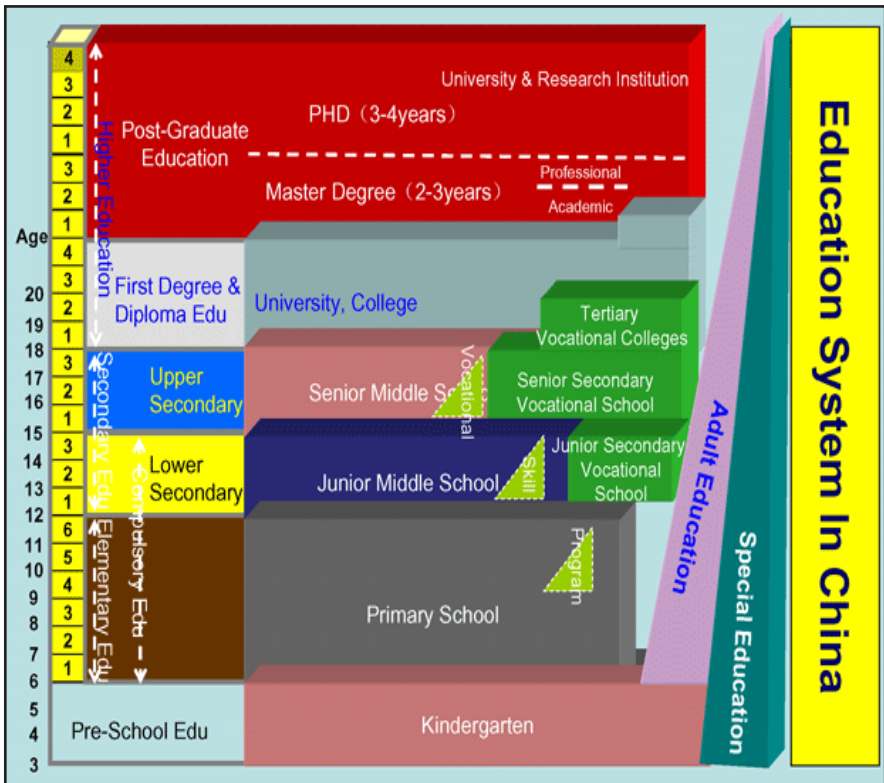 Education System In China
4
3
2
1
3
2
1
4
3
2
1
3
2
1
3
2
1
6
5
4
3
2
1
Age
20
19
18
17
16
15
14
13
12
11
10
9
8
7
6
5
4
3
Higher Education
Secondary Edu
Elementary Edu
Compulsory Edu
Post-Graduate
Education
University & Research Institution
PHD（3-4years）
Master Degree（2-3years）
Professional
Academic
First Degree &
Diploma Edu
University, College
Tertiary
Vocational Colleges
Upper
Secondary
Senior Middle
Vocational
Senior Secondary
Vocational School
Lower
Secondary
Junior Middle School
Skill
Junior Secondary
Vocational
School
Program
Primary School
Pre-School Edu
Kindergarten
Adult Education
Special Education